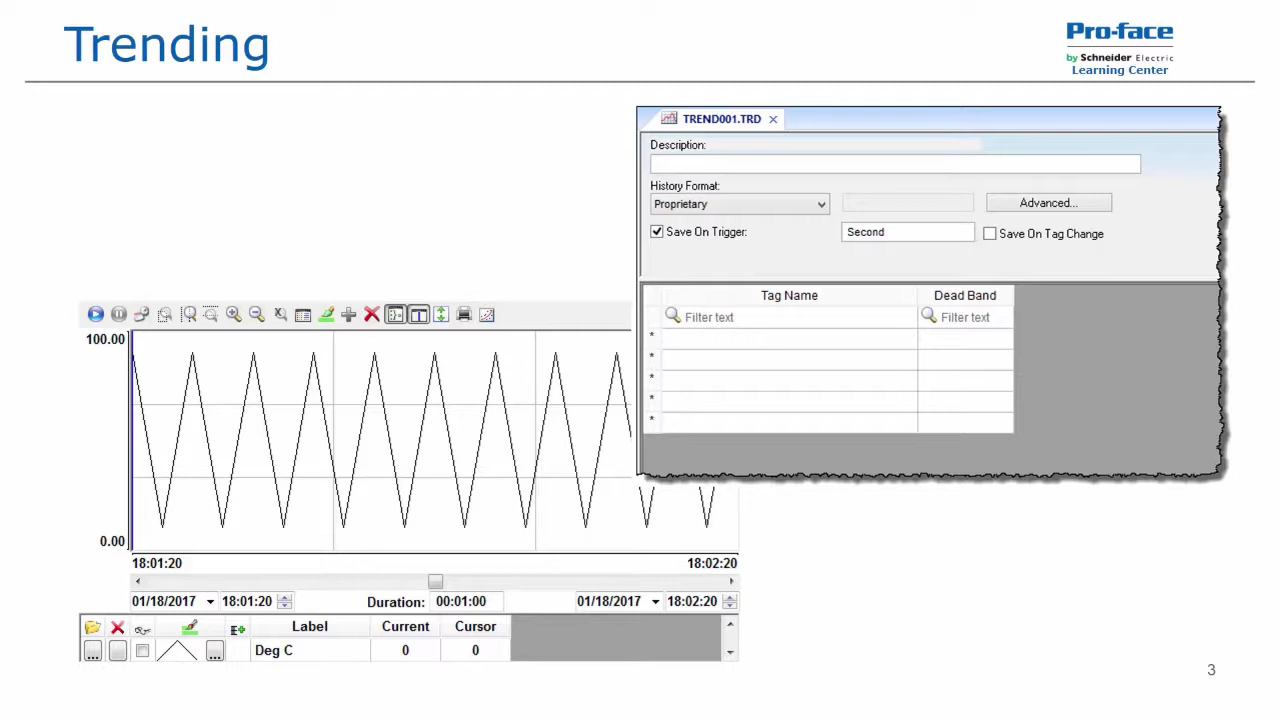 Trending
Pro-face
by Schneider Electric
Learning Center
TREND001.TRD
Description:
History Format:
Proprietary
Advanced...
Save On Trigger:
Second
Save On Tag Change
Tag Name
Dead Band
Filter text
Filter text
*
*
*
*
*
100.00
0.00
18:01:20
18:02:20
01/18/2017
18:01:20
Duration:
00:01:00
01/18/2017
18:02:20
Label
Current
Cursor
...
...
Deg C
0
0
3